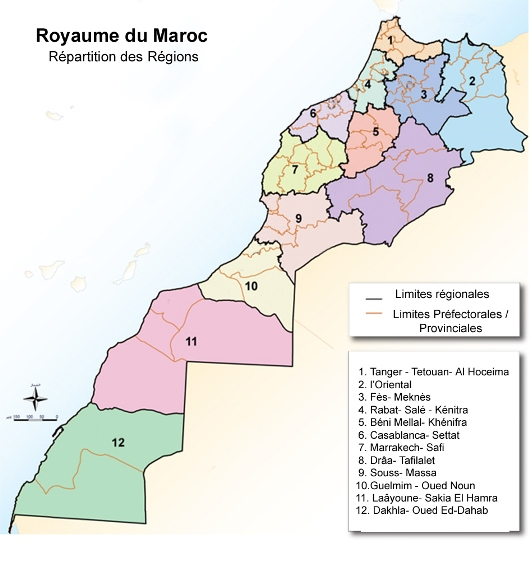 Royaume du Maroc
Répartition des Régions
1
2
3
4
5
6
7
8
9
10
11
12
Limites régionales
Limites Préfectorales /
Provinciales
1. Tanger - Tetouan- Al Hoceima
2. l'Oriental
3. Fès- Meknès
4. Rabat- Salé - Kénitra
5. Béni Mellal- Khénifra
6. Casablanca- Settat
7. Marrakech- Safi
8. Drâa- Tafilalet
9. Souss- Massa
10.Guelmim - Oued Noun
11. Laâyoune- Sakia El Hamra
12. Dakhla- Oued Ed-Dahab